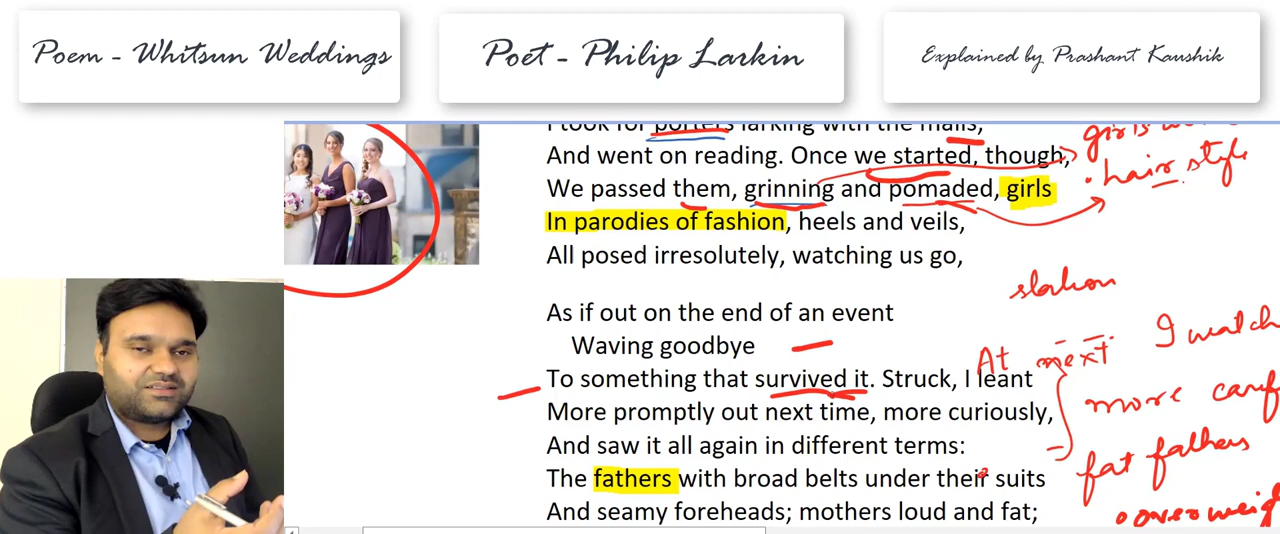 Poem - Whitsun Weddings
Poet - Philip Larkin
Explained by Prashant Kaushik
I took for porters larking with the mails,
And went on reading. Once we started, though,
We passed them, grinning and pomaded, girls
In parodies of fashion, heels and veils,
All posed irresolutely, watching us go,
As if out on the end of an event
Waving goodbye
To something that survived it. Struck, I leant
More promptly out next time, more curiously,
And saw it all again in different terms:
The fathers with broad belts under their suits
And seamy foreheads; mothers loud and fat;
girls
hair style
station
At next I watch
more
fat fathers